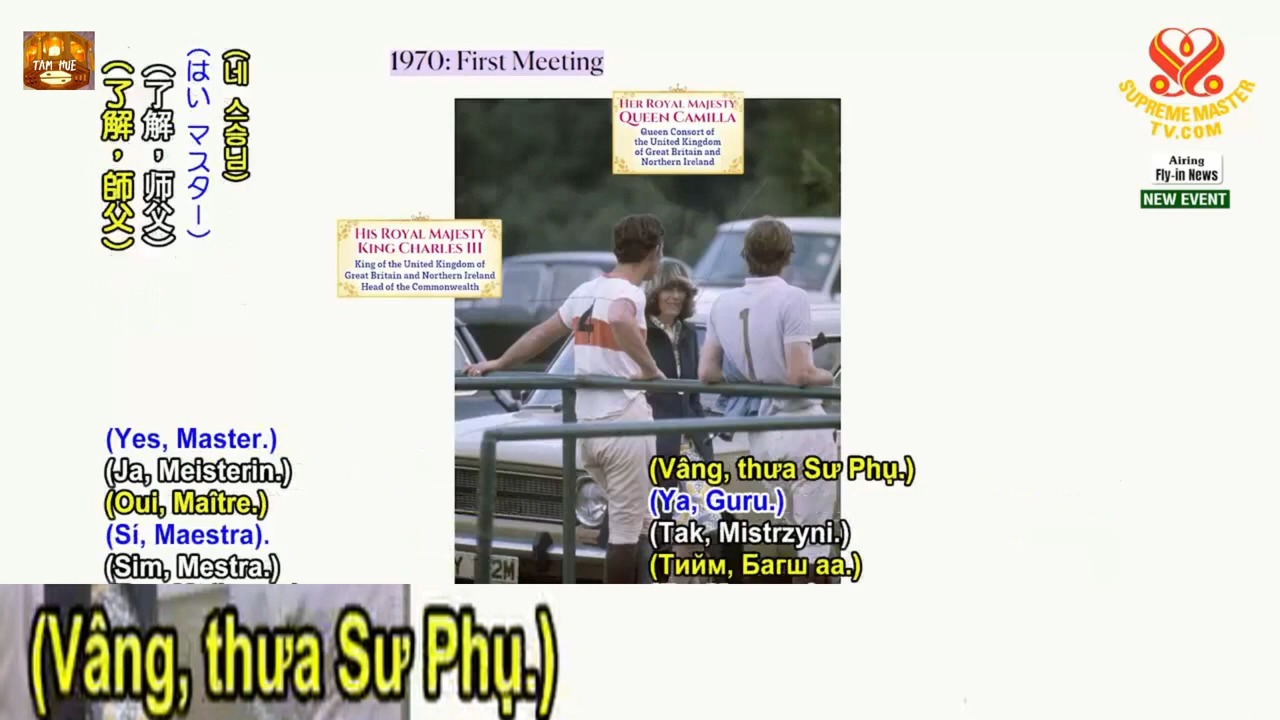 TAM HUE
(네 스승님)
(はい マスター)
(了解，师父)
(了解，師父)
1970: First Meeting
HER ROYAL MAJESTY
QUEEN CAMILLA
Queen Consort of
the United Kingdom
of Great Britain and
Northern Ireland
HIS ROYAL MAJESTY
KING CHARLES III
King of the United Kingdom of
Great Britain and Northern Ireland
Head of the Commonwealth
SUPREME MASTER
TV.COM
Airing
Fly-in News
NEW EVENT
4
1
(Yes, Master.)
(Ja, Meisterin.)
(Oui, Maître.)
(Sí, Maestra).
(Sim, Mestra.)
(Vâng, thưa Sư Phụ.)
(Ya, Guru.)
(Tak, Mistrzyni.)
(Тийм, Багш аа.)
(Vâng, thưa Sư Phụ.)